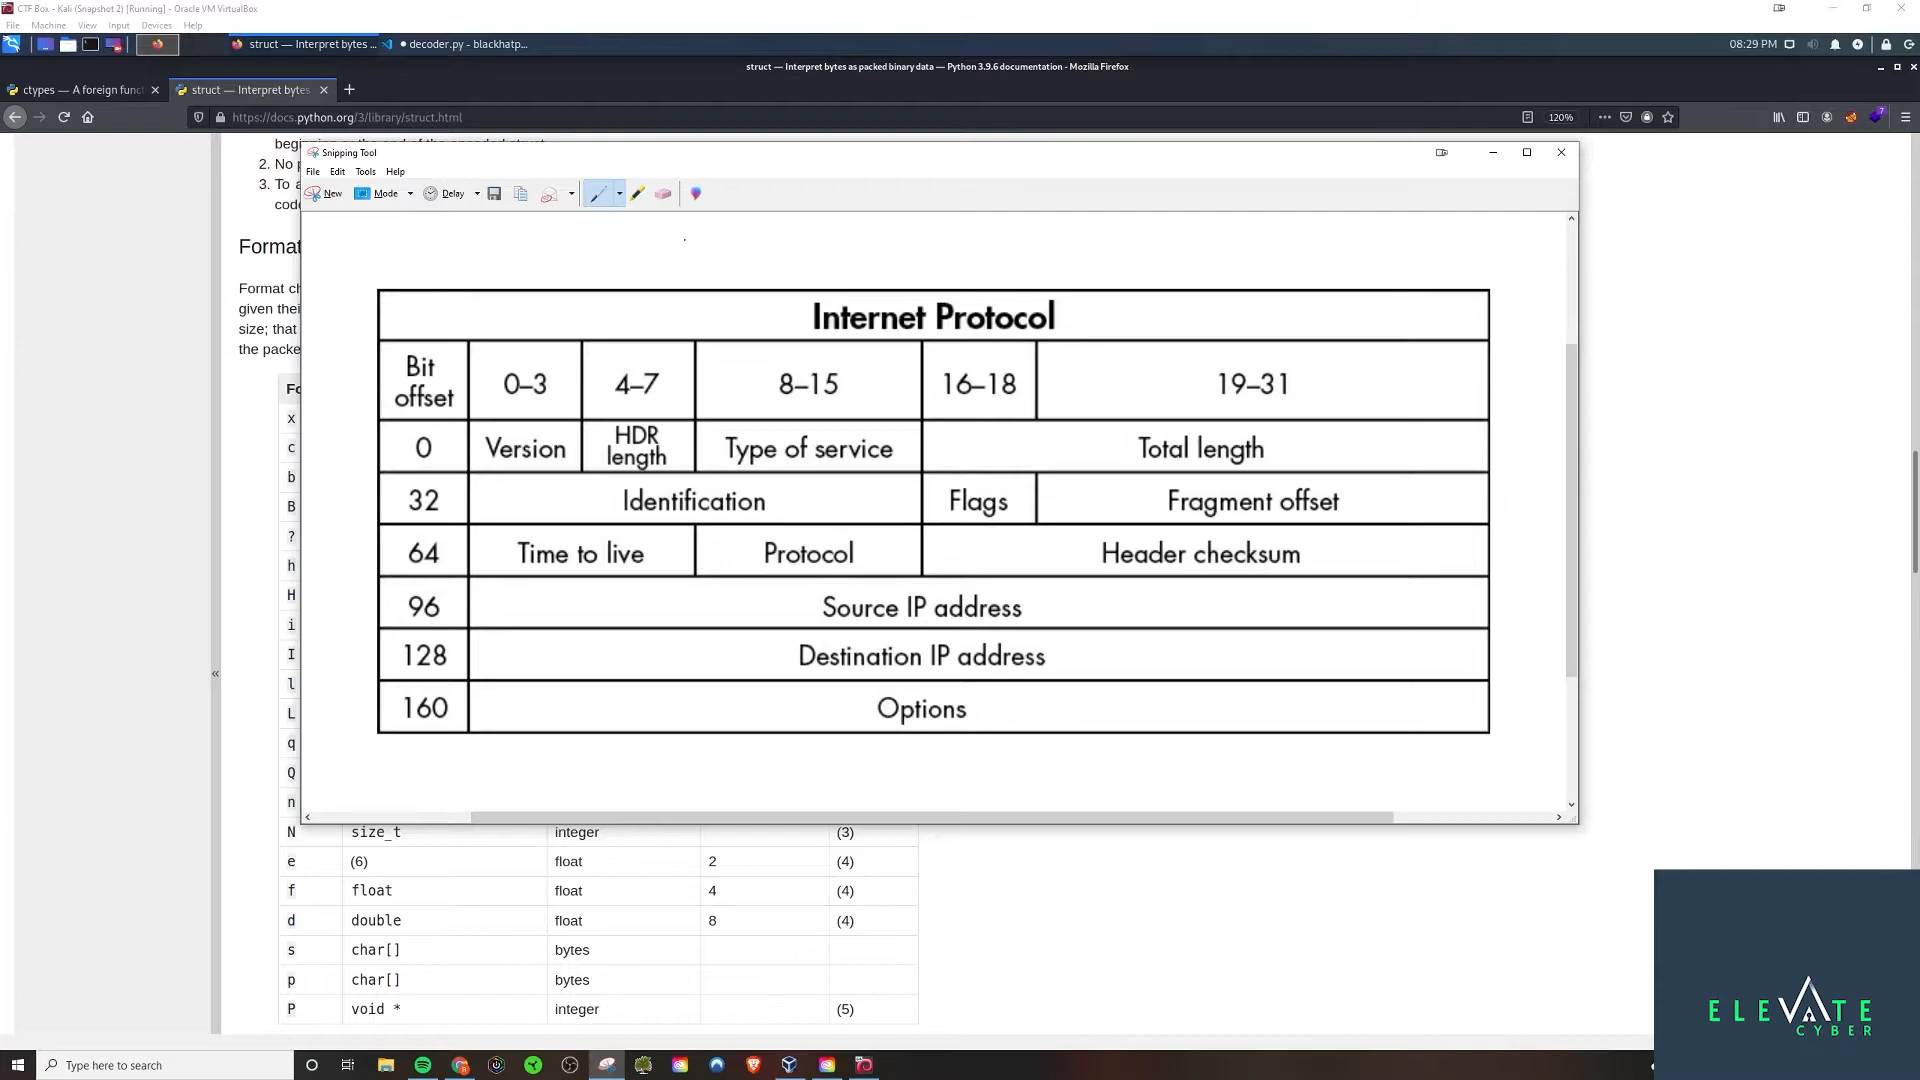 CTF Box - Kali (Snapshot 2) [Running] - Oracle VM VirtualBox
File Machine View Input Devices Help
struct — Interpret bytes ... decoder.py - blackhatp... 08:29 PM
struct — Interpret bytes as packed binary data — Python 3.9.6 documentation - Mozilla Firefox
ctypes — A foreign funct struct — Interpret bytes
https://docs.python.org/3/library/struct.html 120% 7
2. No p
3. To a
code
Format
Format ch
given thei
size; that
the packe
Snipping Tool
File Edit Tools Help
New Mode Delay
Internet Protocol
Bit offset 0–3 4–7 8–15 16–18 19–31
0 Version HDR length Type of service Total length
32 Identification Flags Fragment offset
64 Time to live Protocol Header checksum
96 Source IP address
128 Destination IP address
160 Options
Fo
x
c
b
B
?
h
H
i
I
l
L
q
Q
n
N size_t integer (3)
e (6) float 2 (4)
f float float 4 (4)
d double float 8 (4)
s char[] bytes
p char[] bytes
P void * integer (5)
ELEVATE
CYBER
Type here to search